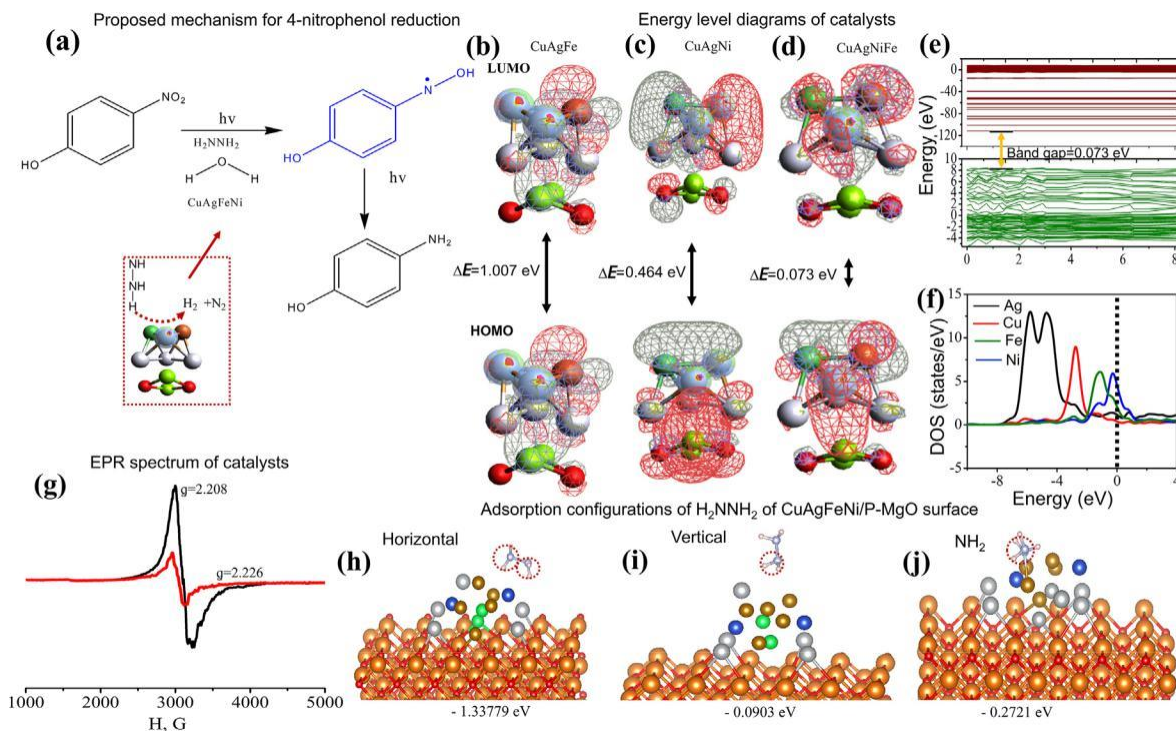 Proposed mechanism for 4-nitrophenol reduction
Energy level diagrams of catalysts
(a)
NO2
HO
hν
H2NNH2
H O H
CuAgFeNi
N
OH
HO
hν
NH2
HO
NH
NH
H
H2 +N2
(b)
CuAgFe
(c)
CuAgNi
(d)
CuAgNiFe
LUMO
ΔE=1.007 eV
ΔE=0.464 eV
ΔE=0.073 eV
HOMO
(e)
Energy (eV)
0
-40
-80
-120
-140
Band gap=0.073 eV
8
6
4
2
0
-2
-4
0 2 4 6 8
(f)
DOS (states/eV)
15
10
5
0
-5
Ag
Cu
Fe
Ni
-8 -4 0 4
Energy (eV)
EPR spectrum of catalysts
(g)
g=2.208
g=2.226
1000 2000 3000 4000 5000
H, G
Adsorption configurations of H2NNH2 of CuAgFeNi/P-MgO surface
(h)
Horizontal
- 1.33779 eV
(i)
Vertical
- 0.0903 eV
(j)
NH2
- 0.2721 eV